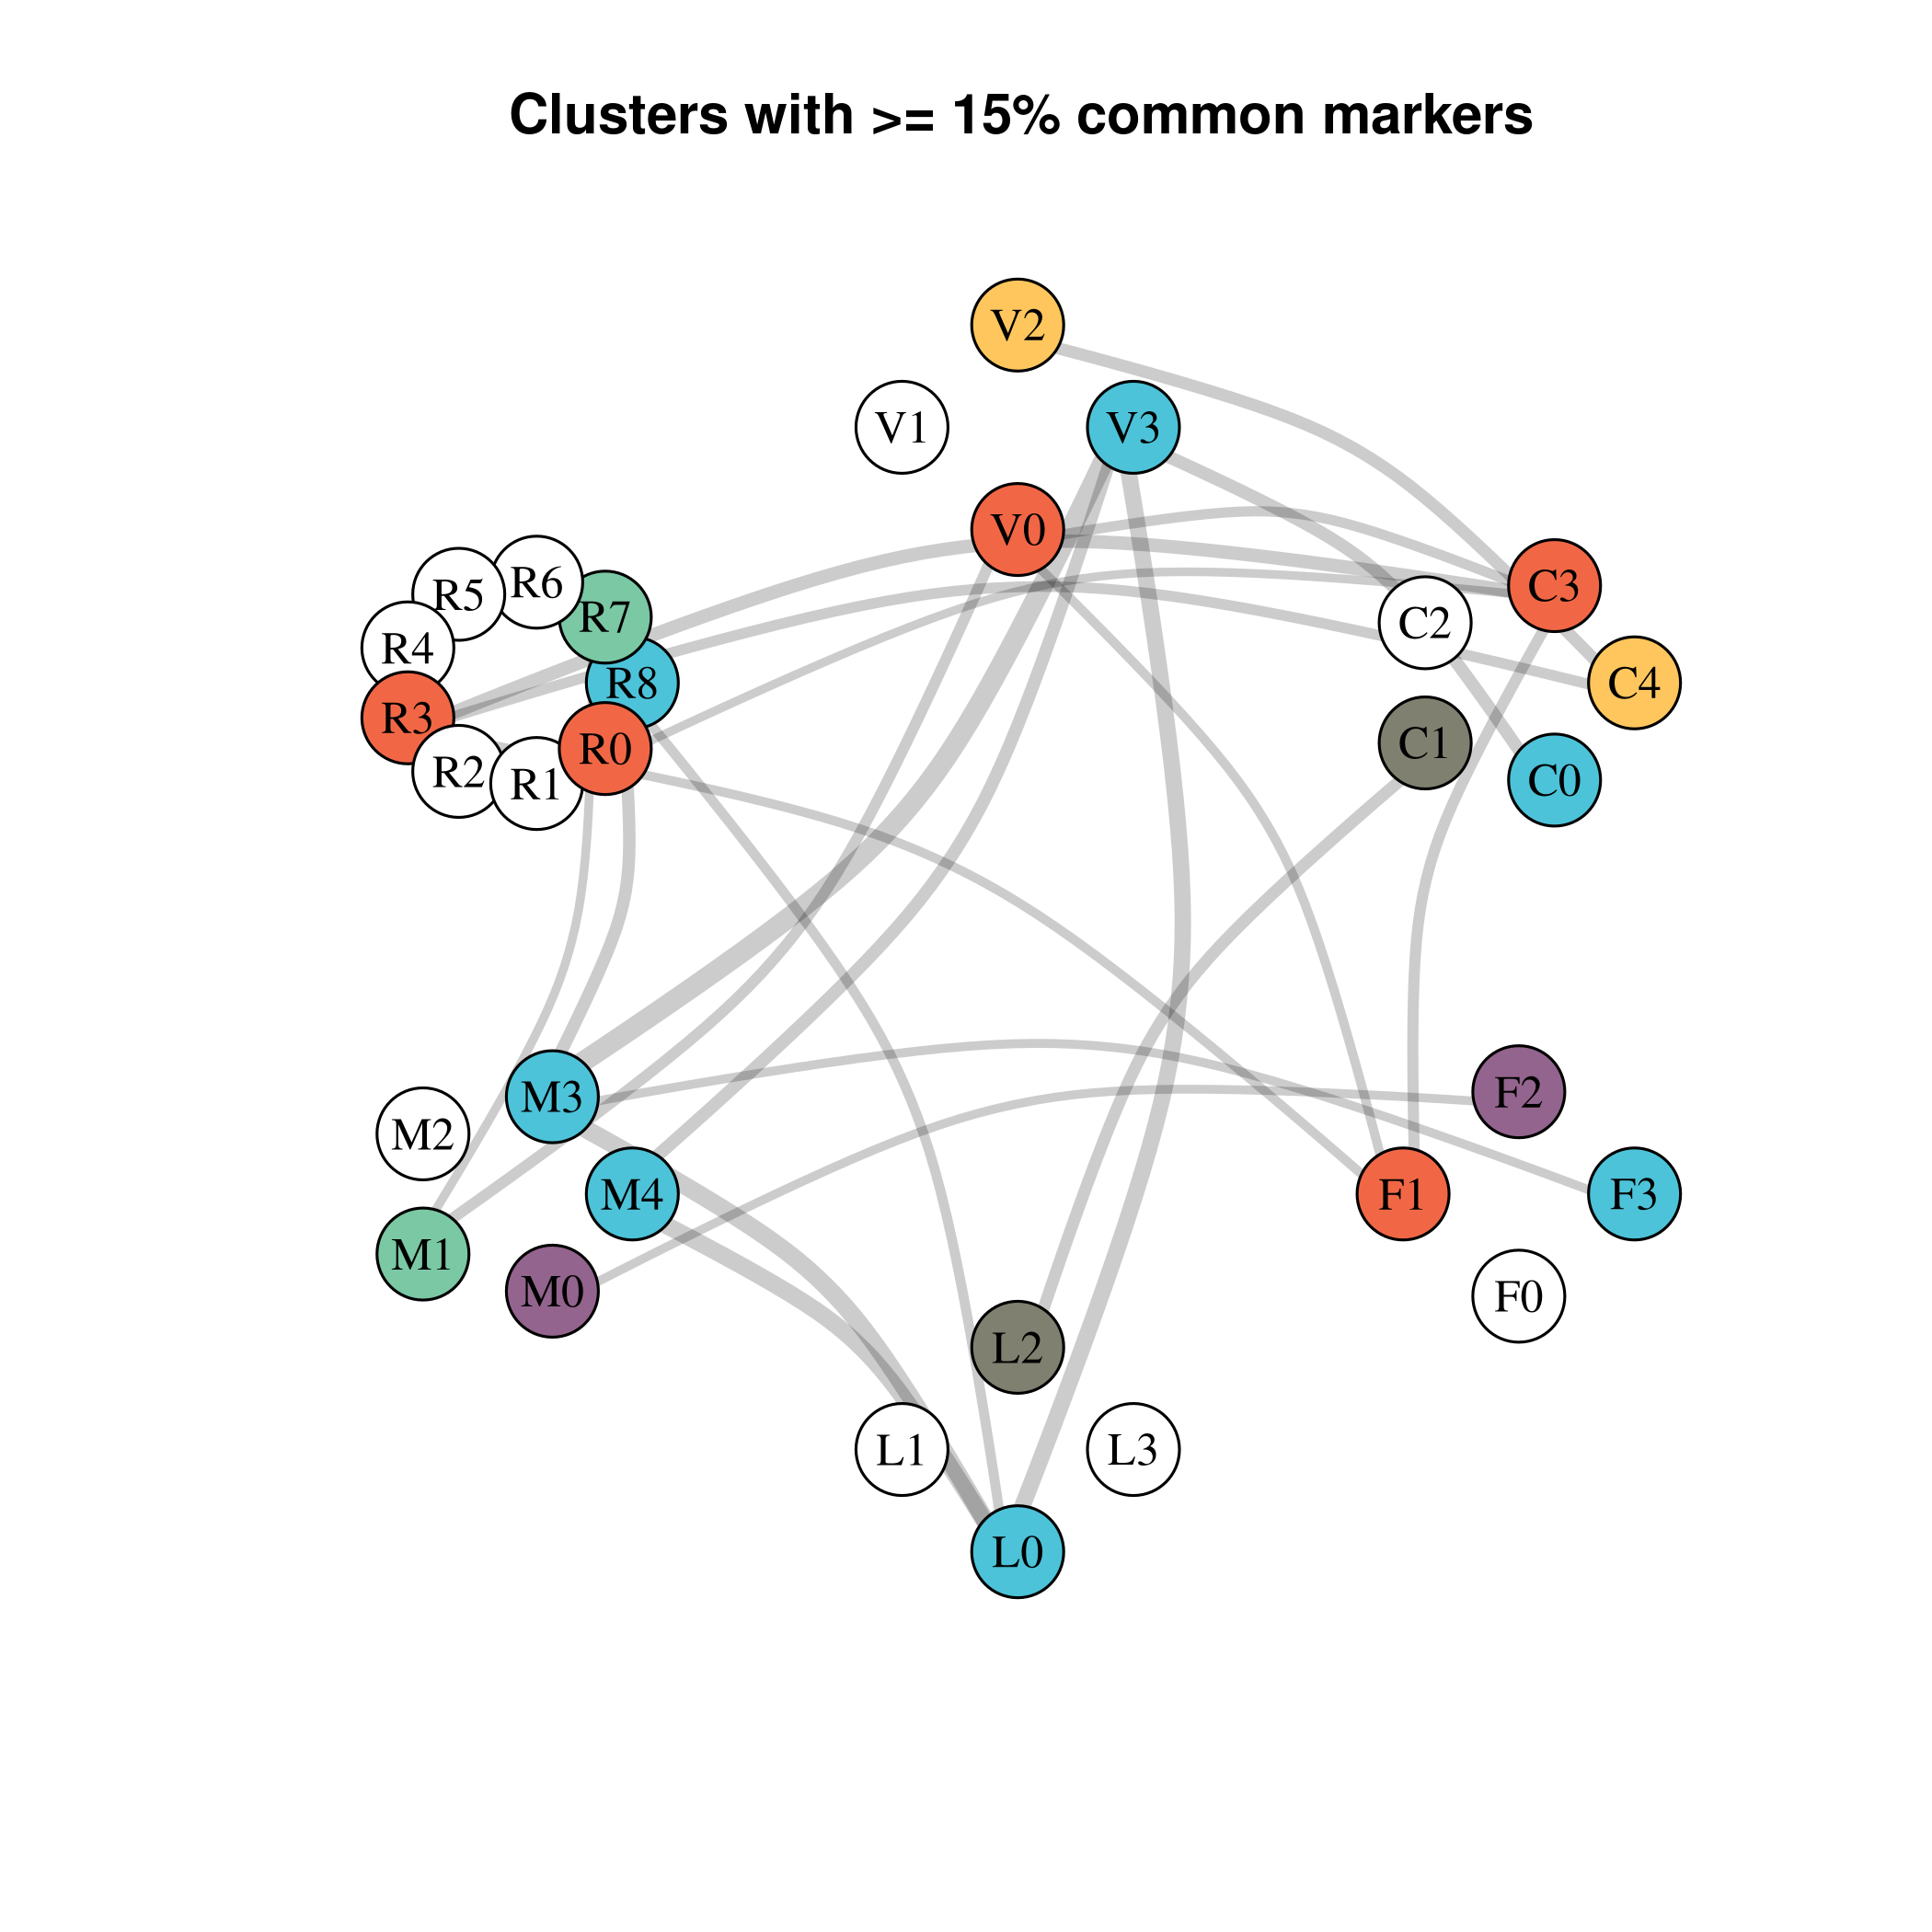 Clusters with >= 15% common markers
V2
V1
V3
V0
R5
R6
R7
R4
R8
R3
R0
R2
R1
C3
C2
C4
C1
C0
M3
M2
M4
M1
M0
F2
F1
F3
F0
L2
L1
L3
L0